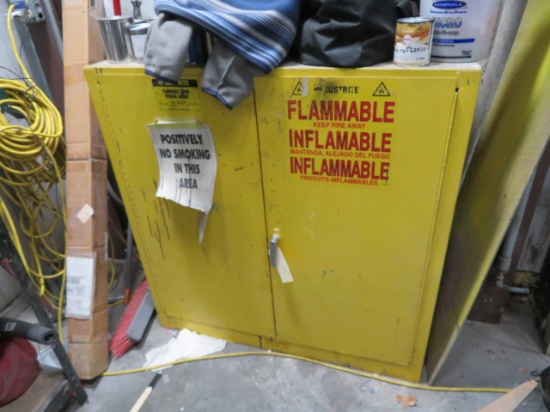 JUSTRITE
FLAMMABLE
KEEP FIRE AWAY
INFLAMABLE
MANTENGA, ALEJADO DEL FUEGO
INFLAMMABLE
PRODUITS INFLAMMABLES
POSITIVELY
NO SMOKING
IN THIS
AREA